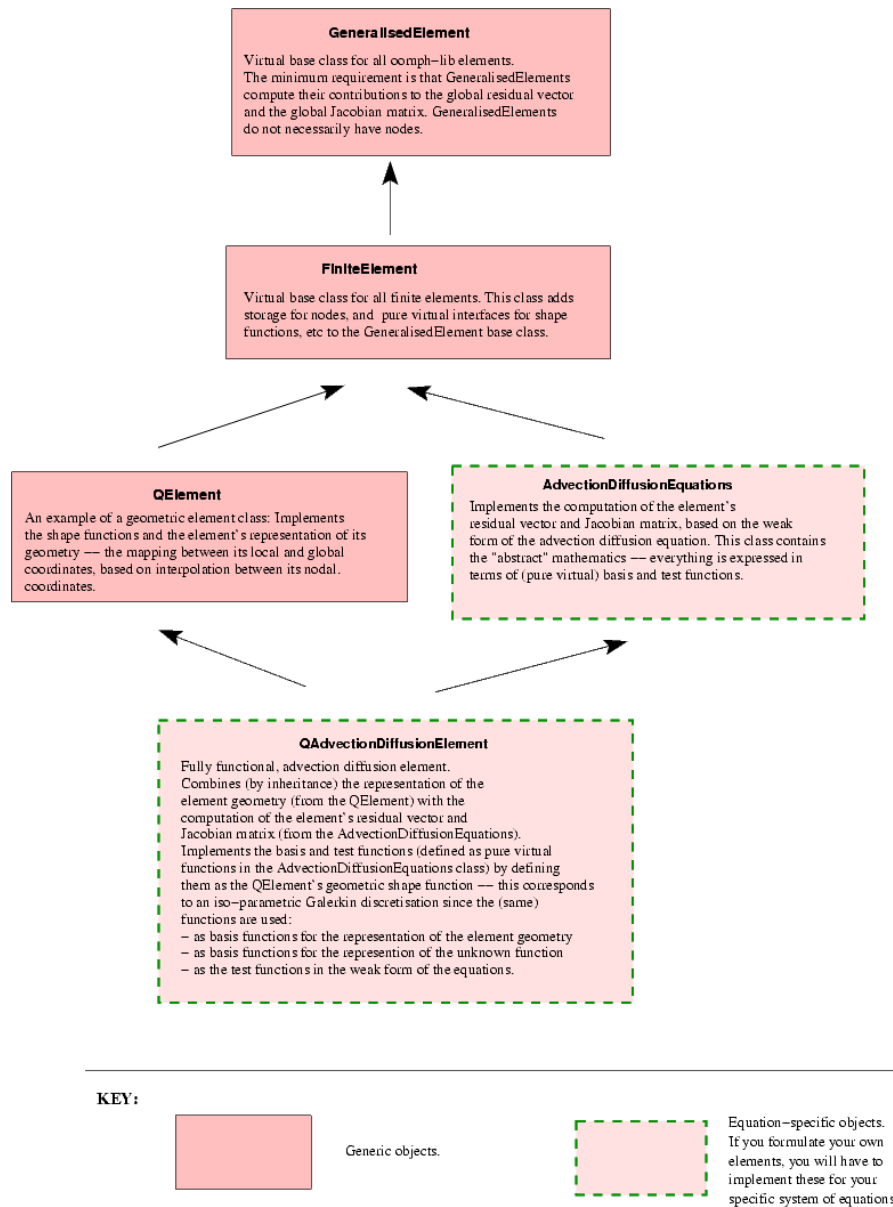 GeneralisedElement
Virtual base class for all oomph−lib elements.
The minimum requirement is that GeneralisedElements
compute their contributions to the global residual vector
and the global Jacobian matrix. GeneralisedElements
do not necessarily have nodes.
FiniteElement
Virtual base class for all finite elements. This class adds
storage for nodes, and pure virtual interfaces for shape
functions, etc to the GeneralisedElement base class.
QElement
An example of a geometric element class: Implements
the shape functions and the element's representation of its
geometry −− the mapping between its local and global
coordinates, based on interpolation between its nodal.
coordinates.
AdvectionDiffusionEquations
Implements the computation of the element's
residual vector and Jacobian matrix, based on the weak
form of the advection diffusion equation. This class contains
the "abstract" mathematics −− everything is expressed in
terms of (pure virtual) basis and test functions.
QAdvectionDiffusionElement
Fully functional, advection diffusion element.
Combines (by inheritance) the representation of the
element geometry (from the QElement) with the
computation of the element's residual vector and
Jacobian matrix (from the AdvectionDiffusionEquations).
Implements the basis and test functions (defined as pure virtual
functions in the AdvectionDiffusionEquations class) by defining
them as the QElement's geometric shape function −− this corresponds
to an iso−parametric Galerkin discretisation since the (same)
functions are used:
− as basis functions for the representation of the element geometry
− as basis functions for the represention of the unknown function
− as the test functions in the weak form of the equations.
KEY:
Generic objects.
Equation−specific objects.
If you formulate your own
elements, you will have to
implement these for your
specific system of equations